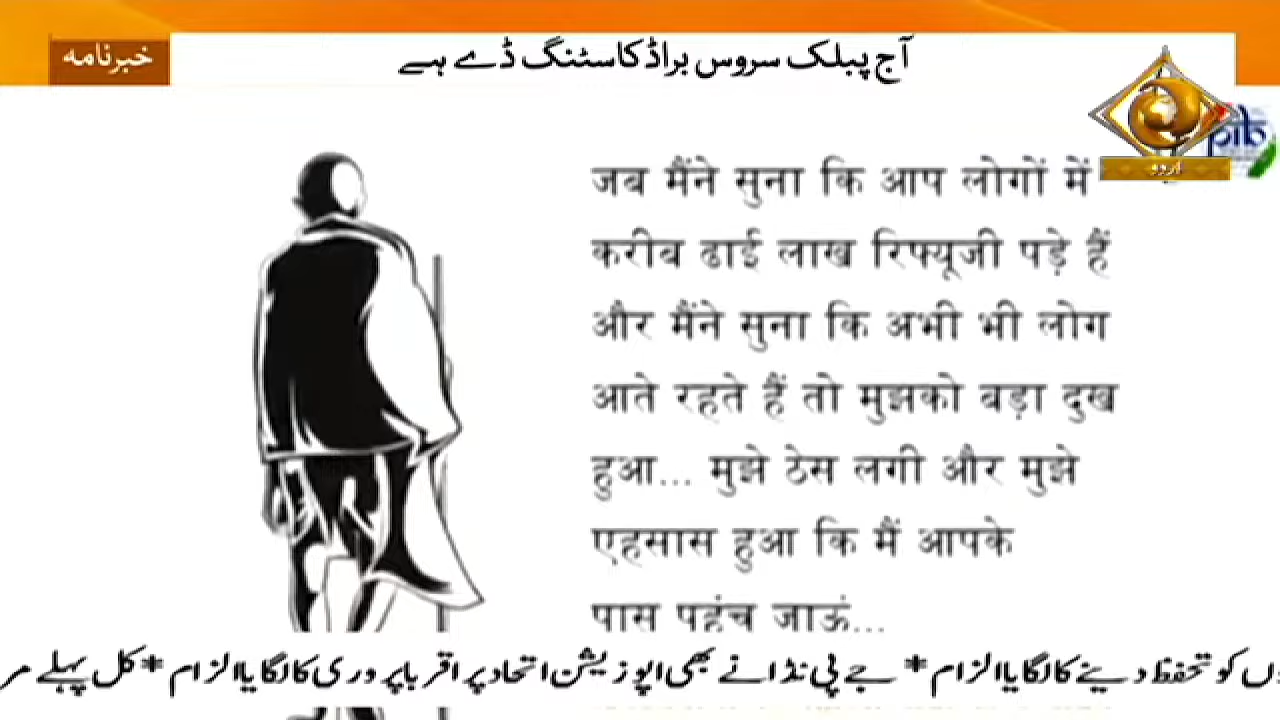 خبرنامہ
آج پبلک سروس براڈکاسٹنگ ڈے ہے
pib
اردو
जब मैंने सुना कि आप लोगों में
करीब ढाई लाख रिफ्यूजी पड़े हैं
और मैंने सुना कि अभी भी लोग
आते रहते हैं तो मुझको बड़ा दुख
हुआ... मुझे ठेस लगी और मुझे
एहसास हुआ कि मैं आपके
पास पहुंच जाऊं...
کو تحفظ دینے کا لگایا الزام * جے پی نڈا نے بھی اپوزیشن اتحاد پر اقربا پروری کا لگایا الزام * کل پہلے